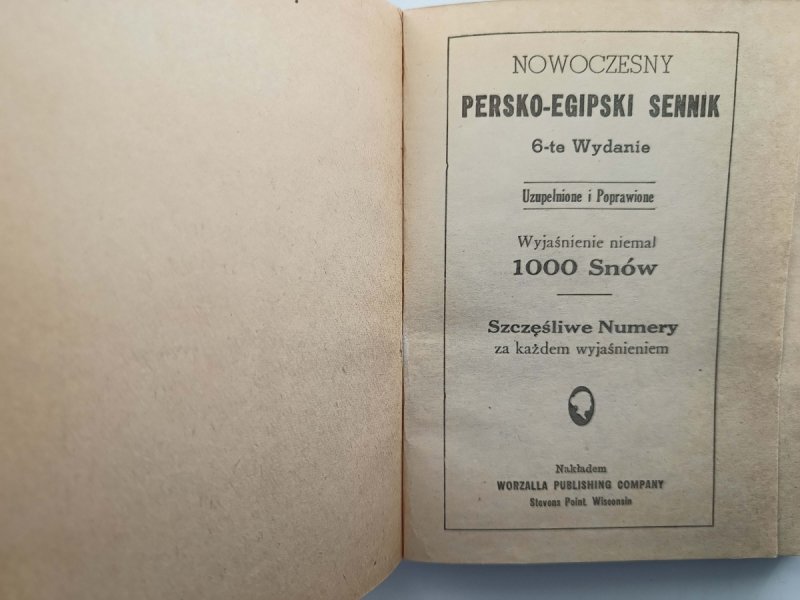 NOWOCZESNY
PERSKO-EGIPSKI SENNIK
6-te Wydanie
Uzupełnione i Poprawione
Wyjaśnienie niemal
1000 Snów
Szczęśliwe Numery
za każdem wyjaśnieniem
Nakładem
WORZALLA PUBLISHING COMPANY
Stevens Point, Wisconsin